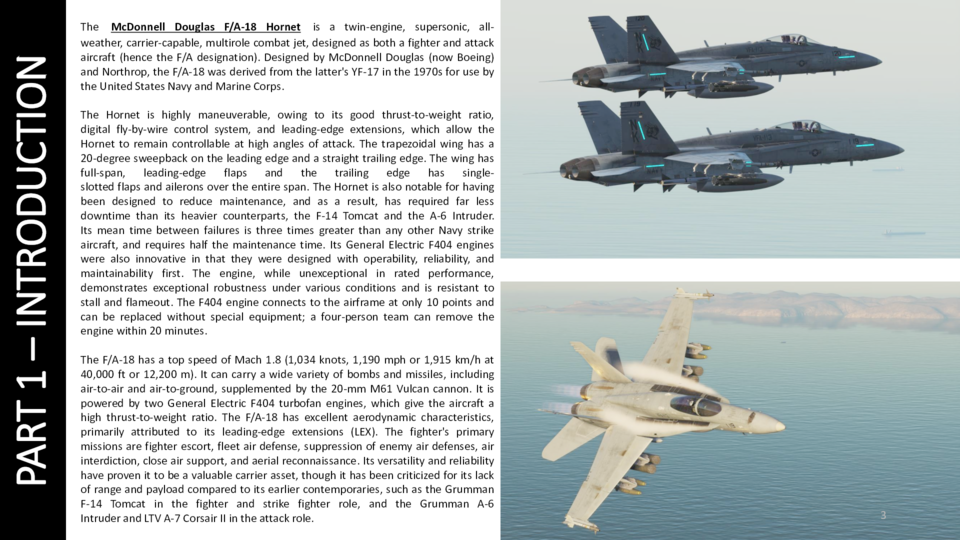 PART 1 – INTRODUCTION
The McDonnell Douglas F/A-18 Hornet is a twin-engine, supersonic, all-
weather, carrier-capable, multirole combat jet, designed as both a fighter and attack
aircraft (hence the F/A designation). Designed by McDonnell Douglas (now Boeing)
and Northrop, the F/A-18 was derived from the latter's YF-17 in the 1970s for use by
the United States Navy and Marine Corps.
The Hornet is highly maneuverable, owing to its good thrust-to-weight ratio,
digital fly-by-wire control system, and leading-edge extensions, which allow the
Hornet to remain controllable at high angles of attack. The trapezoidal wing has a
20-degree sweepback on the leading edge and a straight trailing edge. The wing has
full-span, leading-edge flaps and the trailing edge has single-
slotted flaps and ailerons over the entire span. The Hornet is also notable for having
been designed to reduce maintenance, and as a result, has required far less
downtime than its heavier counterparts, the F-14 Tomcat and the A-6 Intruder.
Its mean time between failures is three times greater than any other Navy strike
aircraft, and requires half the maintenance time. Its General Electric F404 engines
were also innovative in that they were designed with operability, reliability, and
maintainability first. The engine, while unexceptional in rated performance,
demonstrates exceptional robustness under various conditions and is resistant to
stall and flameout. The F404 engine connects to the airframe at only 10 points and
can be replaced without special equipment; a four-person team can remove the
engine within 20 minutes.
The F/A-18 has a top speed of Mach 1.8 (1,034 knots, 1,190 mph or 1,915 km/h at
40,000 ft or 12,200 m). It can carry a wide variety of bombs and missiles, including
air-to-air and air-to-ground, supplemented by the 20-mm M61 Vulcan cannon. It is
powered by two General Electric F404 turbofan engines, which give the aircraft a
high thrust-to-weight ratio. The F/A-18 has excellent aerodynamic characteristics,
primarily attributed to its leading-edge extensions (LEX). The fighter's primary
missions are fighter escort, fleet air defense, suppression of enemy air defenses, air
interdiction, close air support, and aerial reconnaissance. Its versatility and reliability
have proven it to be a valuable carrier asset, though it has been criticized for its lack
of range and payload compared to its earlier contemporaries, such as the Grumman
F-14 Tomcat in the fighter and strike fighter role, and the Grumman A-6
Intruder and LTV A-7 Corsair II in the attack role.
3